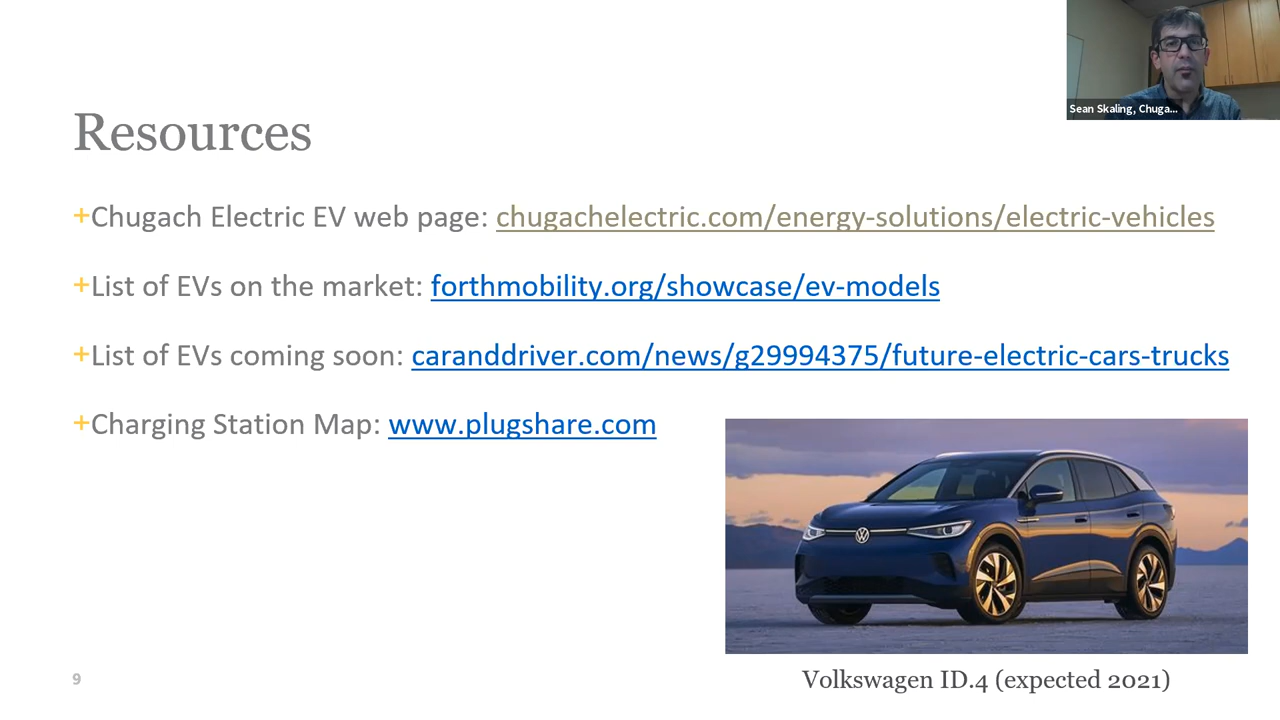 Sean Skaling, Chuga...
Resources
+Chugach Electric EV web page: chugachelectric.com/energy-solutions/electric-vehicles
+List of EVs on the market: forthmobility.org/showcase/ev-models
+List of EVs coming soon: caranddriver.com/news/g29994375/future-electric-cars-trucks
+Charging Station Map: www.plugshare.com
Volkswagen ID.4 (expected 2021)
9